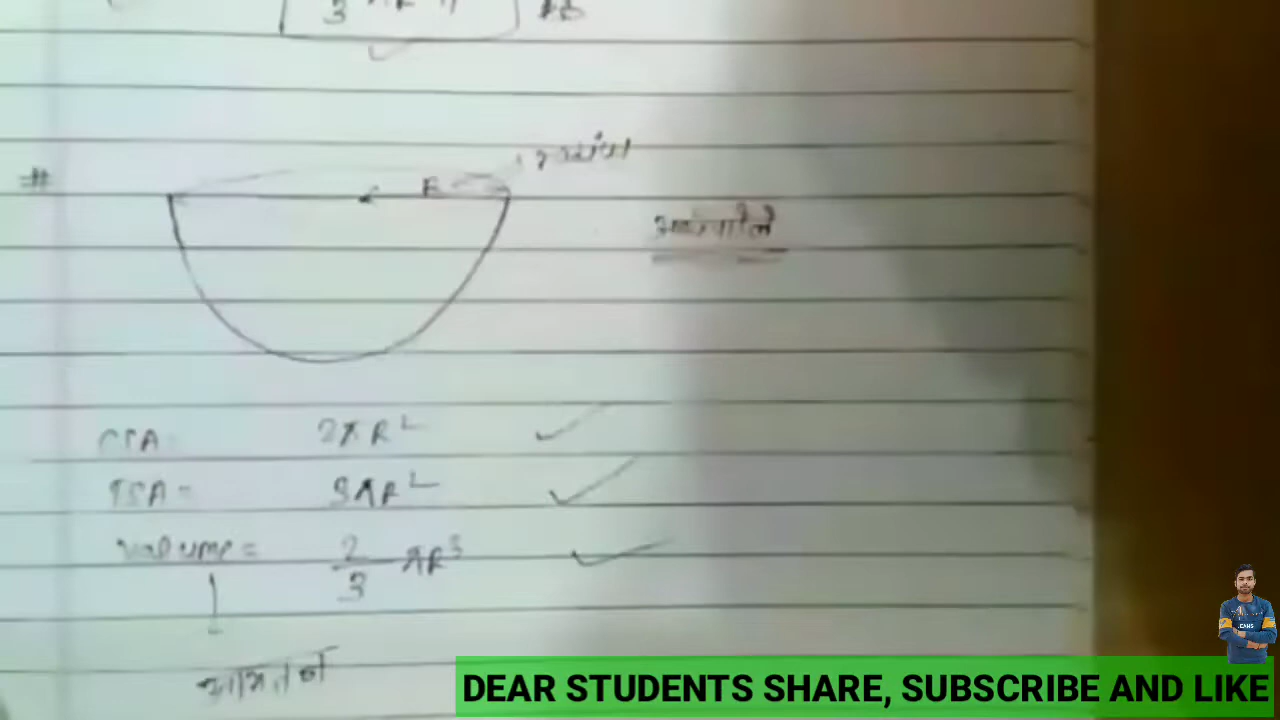 #
R
अर्धगोले
CSA =
2πR²
TSA =
3πR²
Volume =
2/3 πR³
आयतन
DEAR STUDENTS SHARE, SUBSCRIBE AND LIKE